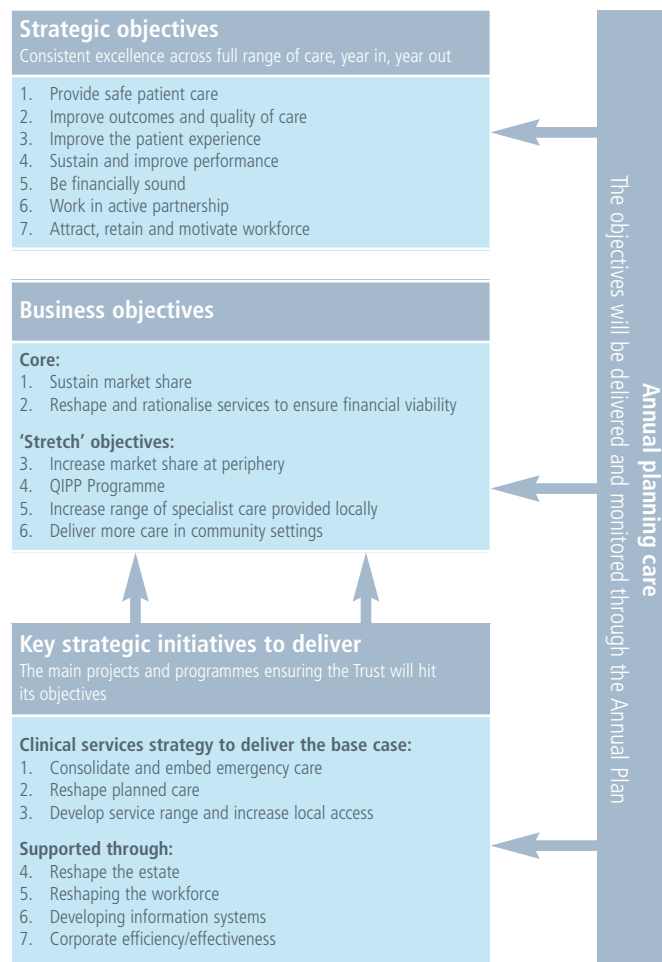 Strategic objectives
Consistent excellence across full range of care, year in, year out
1. Provide safe patient care
2. Improve outcomes and quality of care
3. Improve the patient experience
4. Sustain and improve performance
5. Be financially sound
6. Work in active partnership
7. Attract, retain and motivate workforce
Business objectives
Core:
1. Sustain market share
2. Reshape and rationalise services to ensure financial viability
'Stretch' objectives:
3. Increase market share at periphery
4. QIPP Programme
5. Increase range of specialist care provided locally
6. Deliver more care in community settings
Key strategic initiatives to deliver
The main projects and programmes ensuring the Trust will hit
its objectives
Clinical services strategy to deliver the base case:
1. Consolidate and embed emergency care
2. Reshape planned care
3. Develop service range and increase local access
Supported through:
4. Reshape the estate
5. Reshaping the workforce
6. Developing information systems
7. Corporate efficiency/effectiveness
Annual planning care
The objectives will be delivered and monitored through the Annual Plan